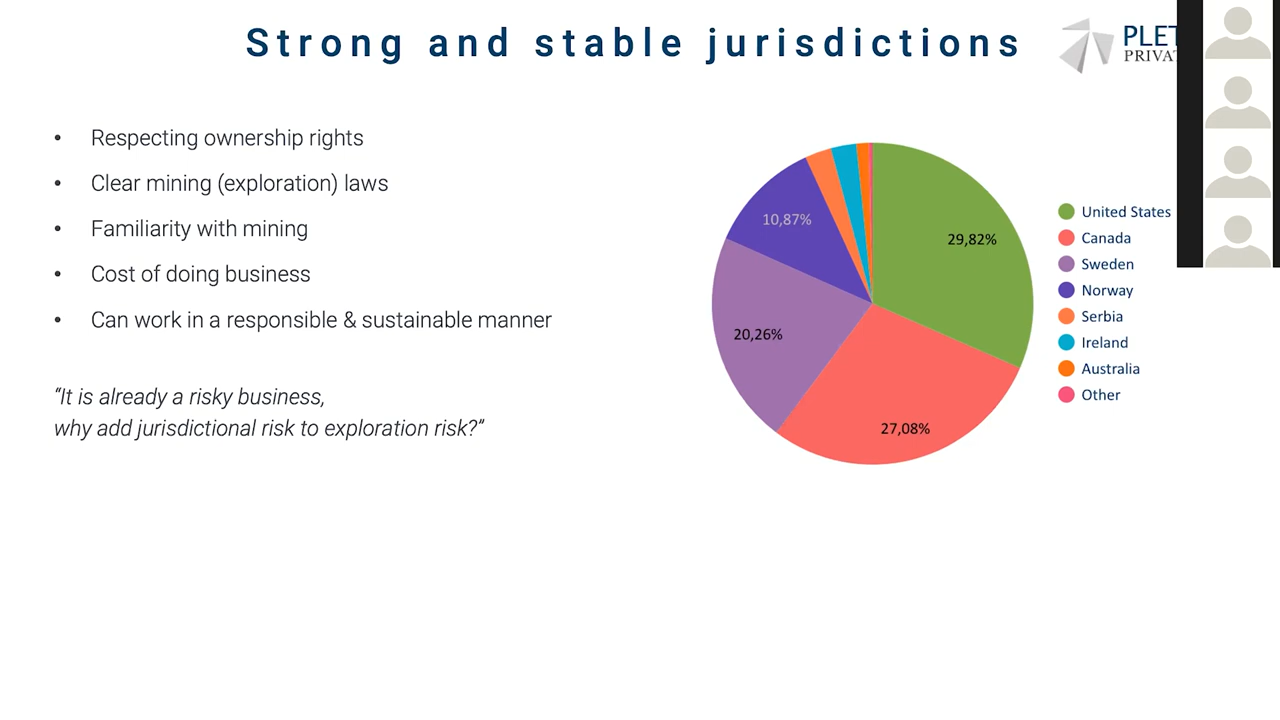 Strong and stable jurisdictions
PRIVA
• Respecting ownership rights
• Clear mining (exploration) laws
• Familiarity with mining
• Cost of doing business
• Can work in a responsible & sustainable manner
“It is already a risky business,
why add jurisdictional risk to exploration risk?”
29,82%
27,08%
20,26%
10,87%
United States
Canada
Sweden
Norway
Serbia
Ireland
Australia
Other